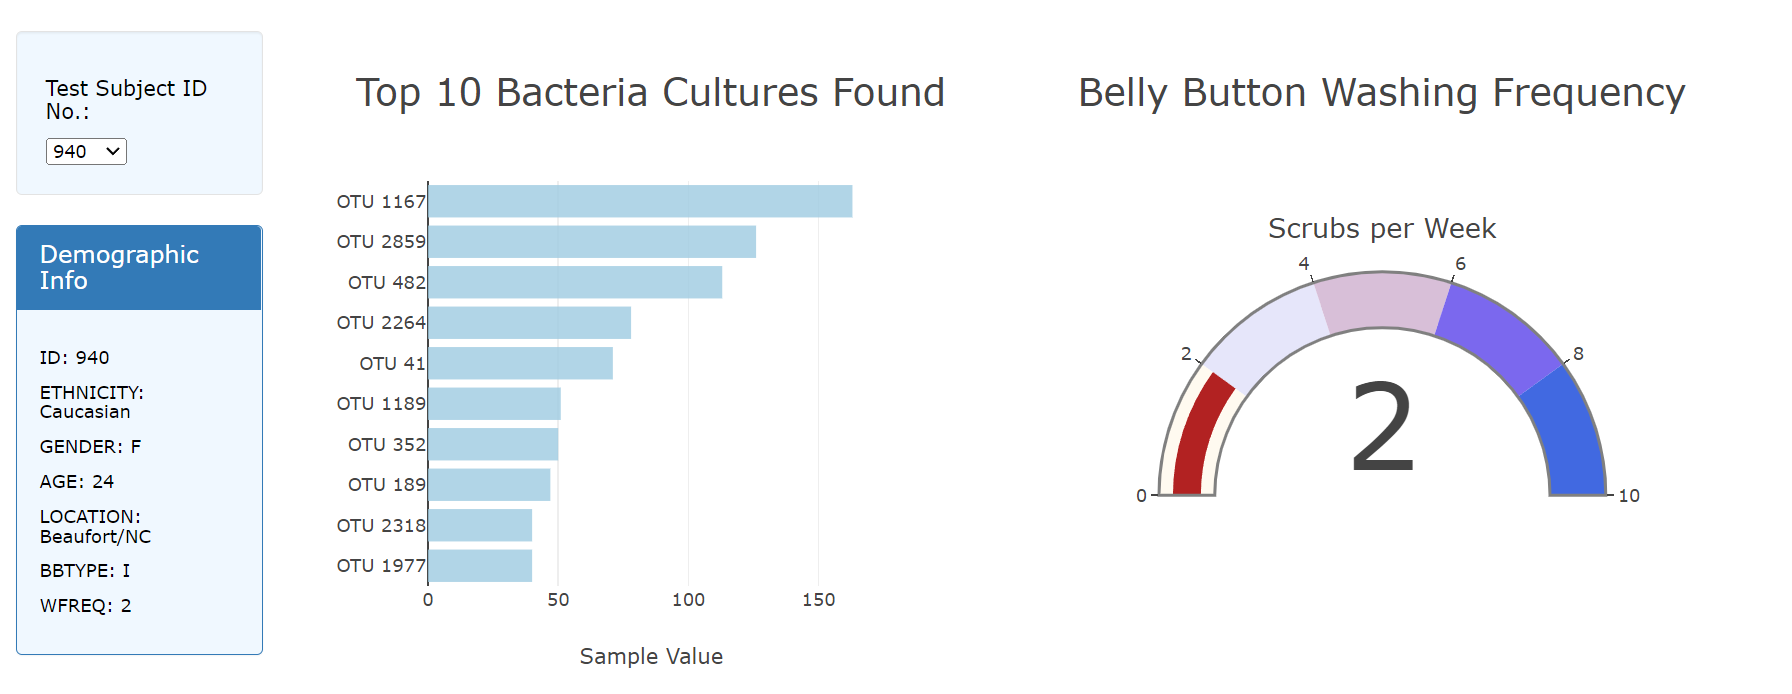 Test Subject ID
No.:
940
Demographic
Info
ID: 940
ETHNICITY:
Caucasian
GENDER: F
AGE: 24
LOCATION:
Beaufort/NC
BBTYPE: I
WFREQ: 2
Top 10 Bacteria Cultures Found
OTU 1167
OTU 2859
OTU 482
OTU 2264
OTU 41
OTU 1189
OTU 352
OTU 189
OTU 2318
OTU 1977
0 50 100 150
Sample Value
Belly Button Washing Frequency
Scrubs per Week
4 6
2 8
2
0 10